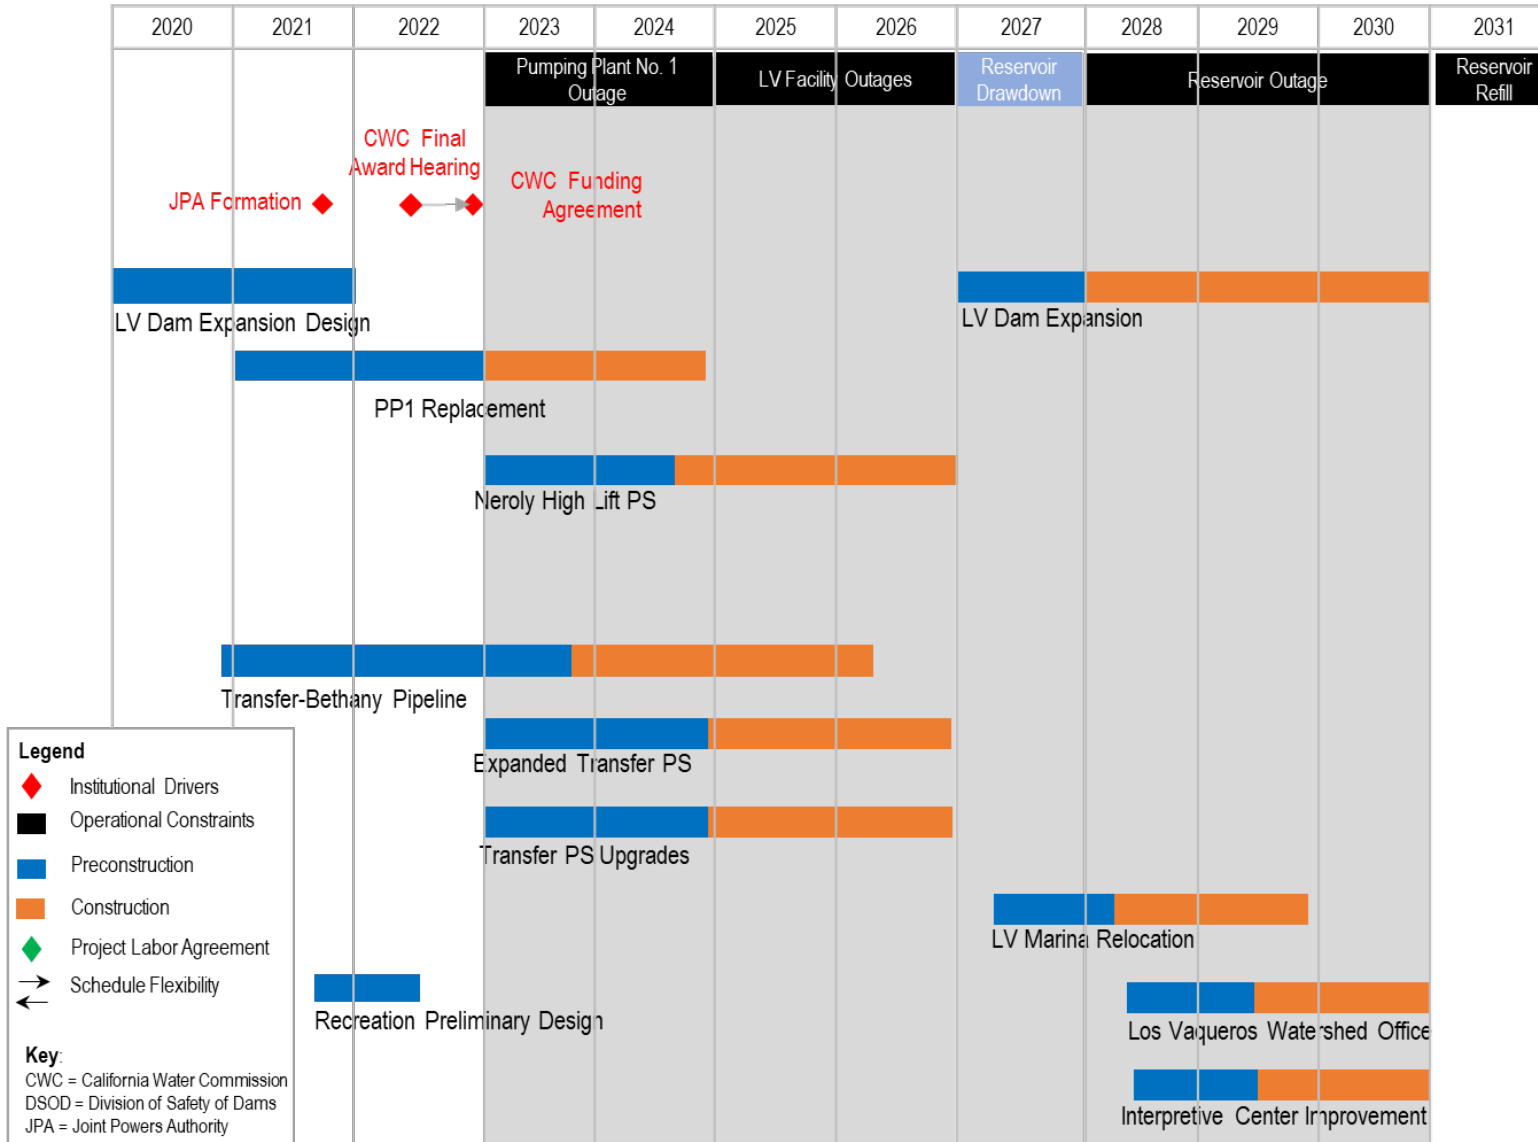 2020 2021 2022 2023 2024 2025 2026 2027 2028 2029 2030 2031
Pumping Plant No. 1
Outage
LV Facility Outages
Reservoir
Drawdown
Reservoir Outage
Reservoir
Refill
CWC Final
Award Hearing
JPA Formation
CWC Funding
Agreement
LV Dam Expansion Design
LV Dam Expansion
PP1 Replacement
Neroly High Lift PS
Transfer-Bethany Pipeline
Expanded Transfer PS
Transfer PS Upgrades
LV Marina Relocation
Recreation Preliminary Design
Los Vaqueros Watershed Office
Interpretive Center Improvement
Legend
Institutional Drivers
Operational Constraints
Preconstruction
Construction
Project Labor Agreement
Schedule Flexibility
Key:
CWC = California Water Commission
DSOD = Division of Safety of Dams
JPA = Joint Powers Authority